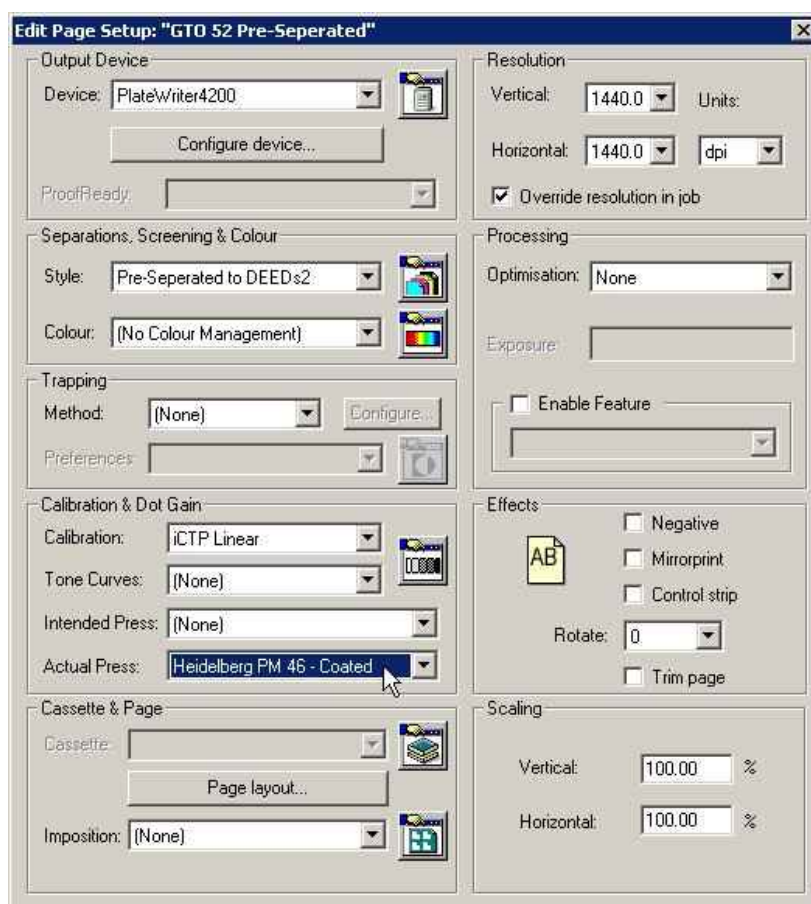 Edit Page Setup: "GTO 52 Pre-Seperated"
Output Device
Device: PlateWriter4200
Configure device...
ProofReady:
Separations, Screening & Colour
Style: Pre-Seperated to DEEDs2
Colour: (No Colour Management)
Trapping
Method: (None) Configure...
Preferences:
Calibration & Dot Gain
Calibration: iCTP Linear
Tone Curves: (None)
Intended Press: (None)
Actual Press: Heidelberg PM 46 - Coated
Cassette & Page
Cassette:
Page layout...
Imposition: (None)
Resolution
Vertical: 1440.0 Units:
Horizontal: 1440.0 dpi
Override resolution in job
Processing
Optimisation: None
Exposure
Enable Feature
Effects
AB
Negative
Mirrorprint
Control strip
Rotate: 0
Trim page
Scaling
Vertical: 100.00 %
Horizontal: 100.00 %